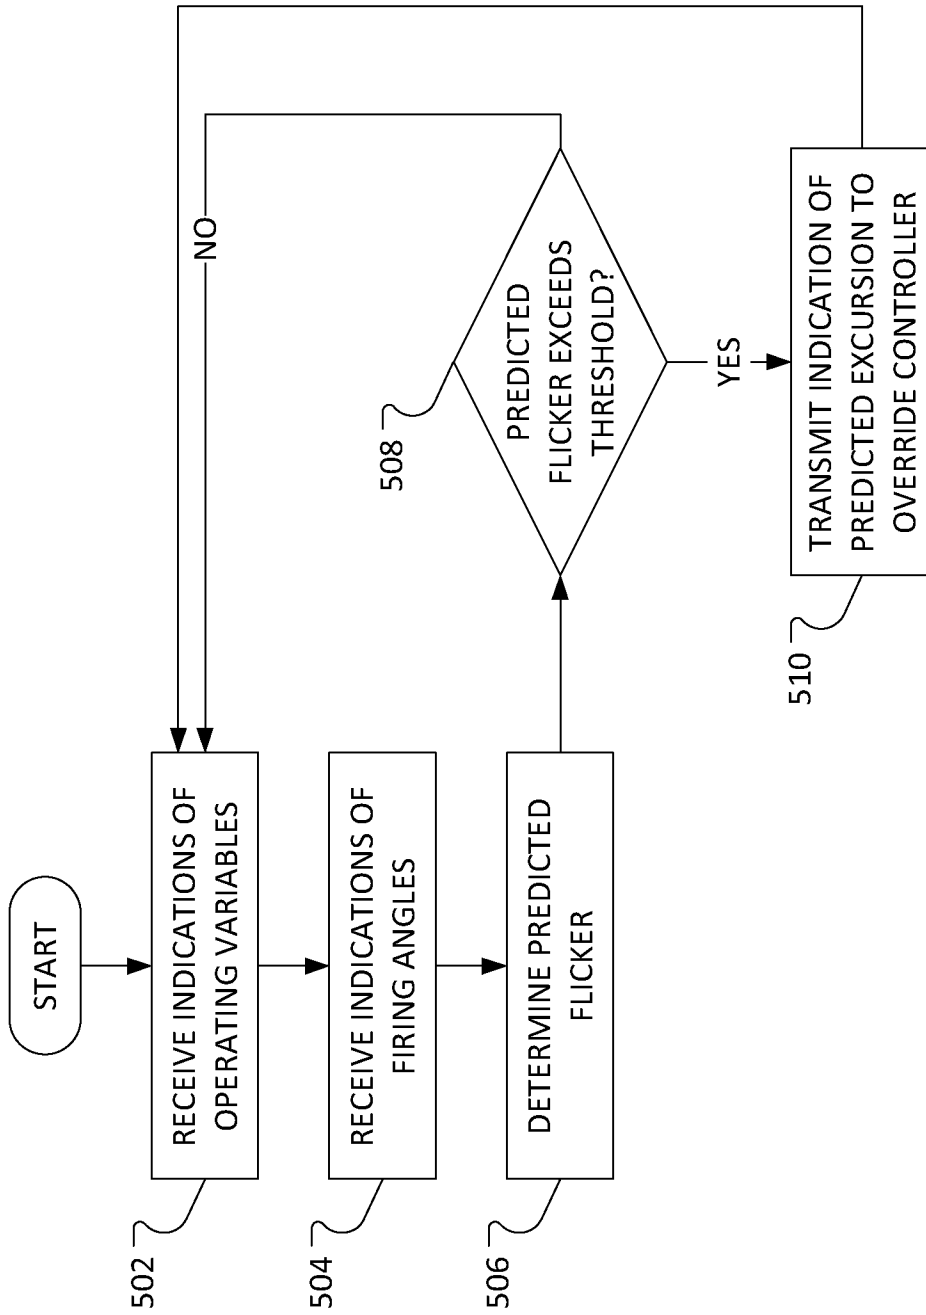 START
502
RECEIVE INDICATIONS OF
OPERATING VARIABLES
504
RECEIVE INDICATIONS OF
FIRING ANGLES
506
DETERMINE PREDICTED
FLICKER
508
PREDICTED
FLICKER EXCEEDS
THRESHOLD?
NO
YES
510
TRANSMIT INDICATION OF
PREDICTED EXCURSION TO
OVERRIDE CONTROLLER